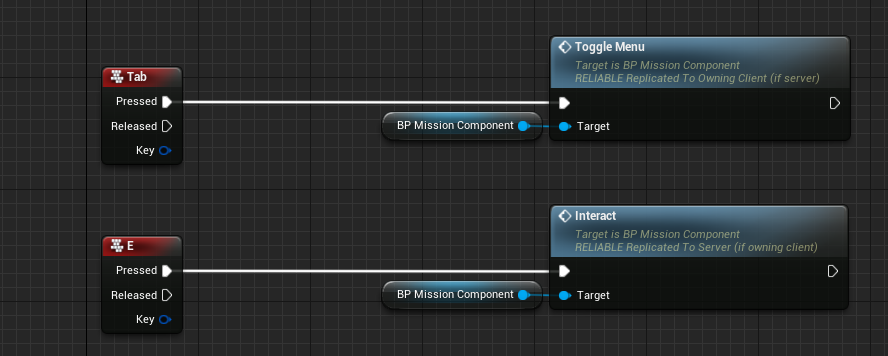 Toggle Menu
Target is BP Mission Component
RELIABLE Replicated To Owning Client (if server)
Tab
Pressed
Released
Key
BP Mission Component
Target
Interact
Target is BP Mission Component
RELIABLE Replicated To Server (if owning client)
E
Pressed
Released
Key
BP Mission Component
Target